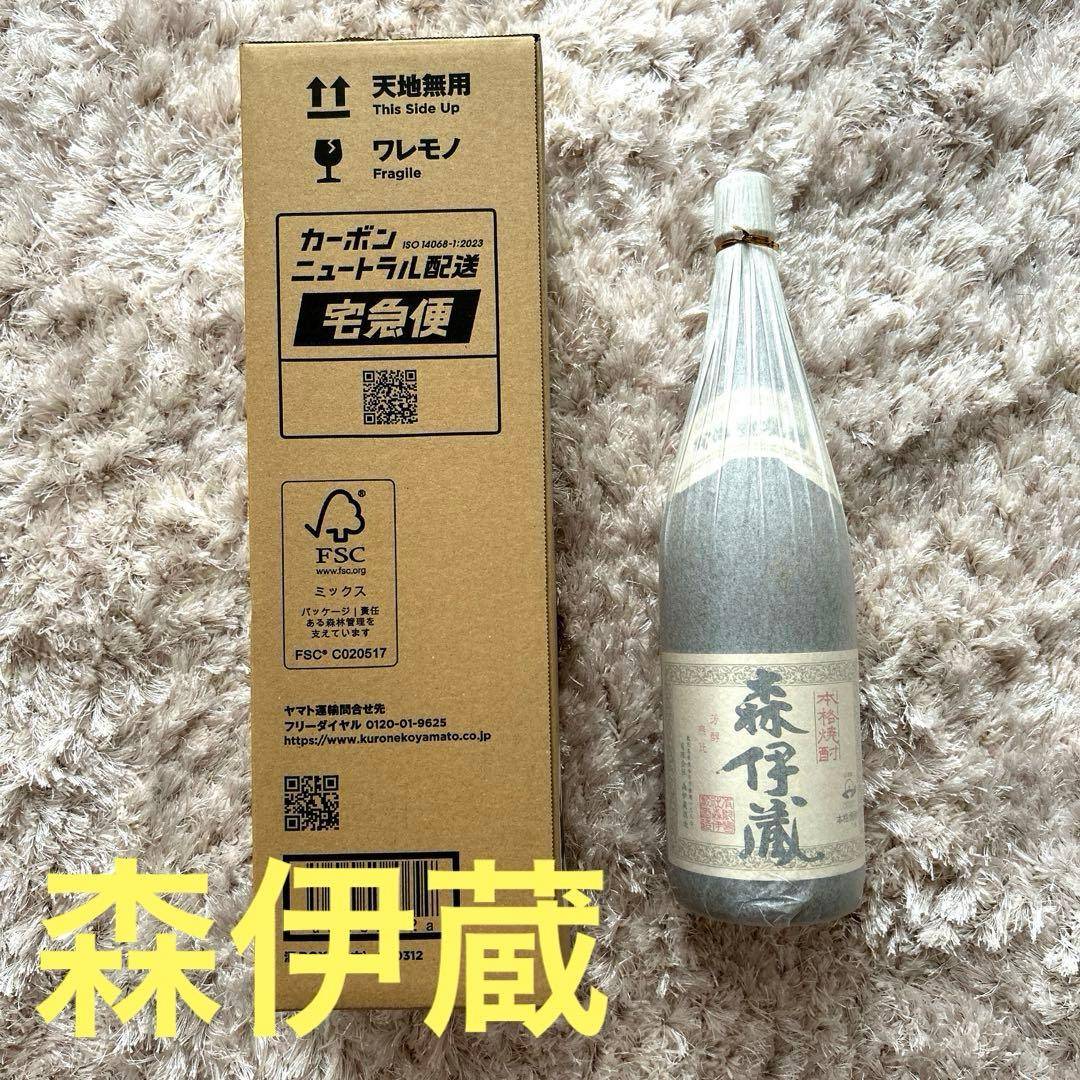 天地無用
This Side Up
ワレモノ
Fragile
カーボン ISO 14068-1:2023
ニュートラル配送
宅急便
FSC®
www.fsc.org
ミックス
パッケージ|責任
ある森林管理を
支えています
FSC® C020517
ヤマト運輸問合せ先
フリーダイヤル 0120-01-9625
https://www.kuronekoyamato.co.jp
0312
本格焼酎
森伊蔵
芳醇
無比
森伊蔵